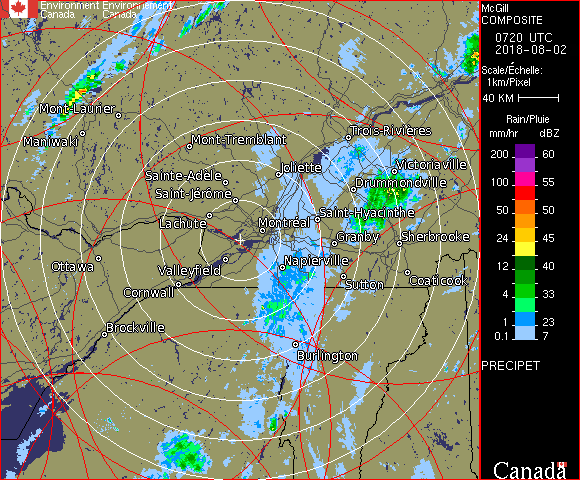 Environment Environnement
Canada Canada
McGill
COMPOSITE
0720 UTC
2018-08-02
Scale/Échelle:
1km/Pixel
40 KM
Rain/Pluie
mm/hr dBZ
200 60
100 55
50 50
24 45
12 40
4 33
1 23
0.1 7
PRECIPET
Canada
Mont-Laurier
Maniwaki
Mont-Tremblant
Trois-Rivières
Joliette
Victoriaville
Sainte-Adèle
Drummondville
Saint-Jérôme
Lachute
Saint-Hyacinthe
Montréal
Granby
Sherbrooke
Ottawa
Valleyfield
Napierville
Cornwall
Sutton
Coaticook
Brockville
Burlington